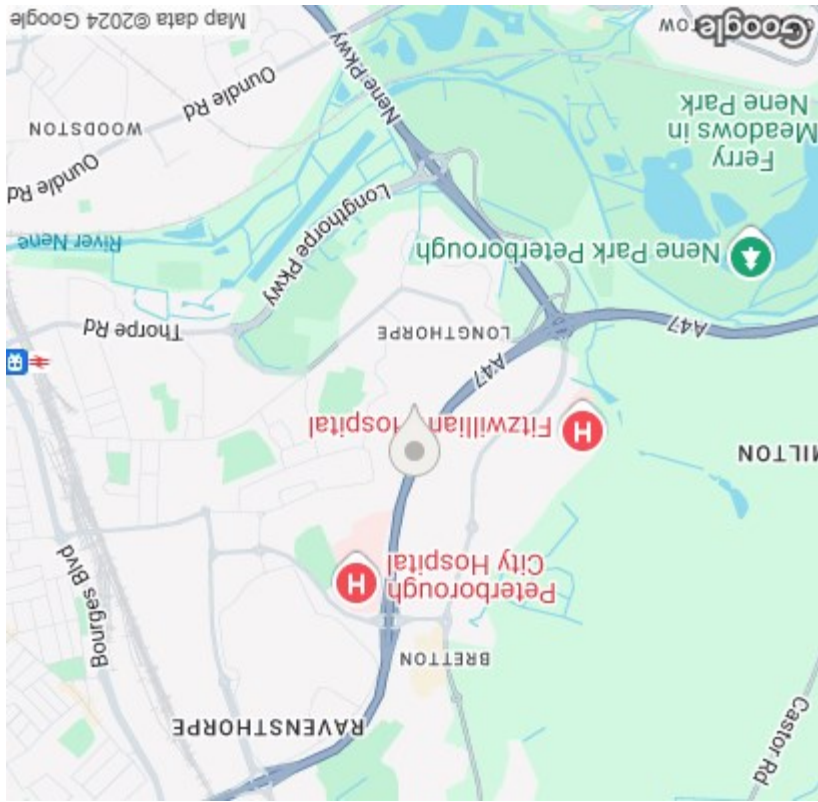 RAVENSTHORPE
Castor Rd
BRETTON
Bourges Blvd
Peterborough
City Hospital
H
MILTON
H
Fitzwilliam Hospital
A47
A47
LONGTHORPE
Thorpe Rd
Nene Park Peterborough
Longthorpe Pkwy
River Nene
Ferry
Meadows in
Nene Park
Oundle Rd
WOODSTON
Nene Pkwy
Oundle Rd
Google
Map data ©2024 Google